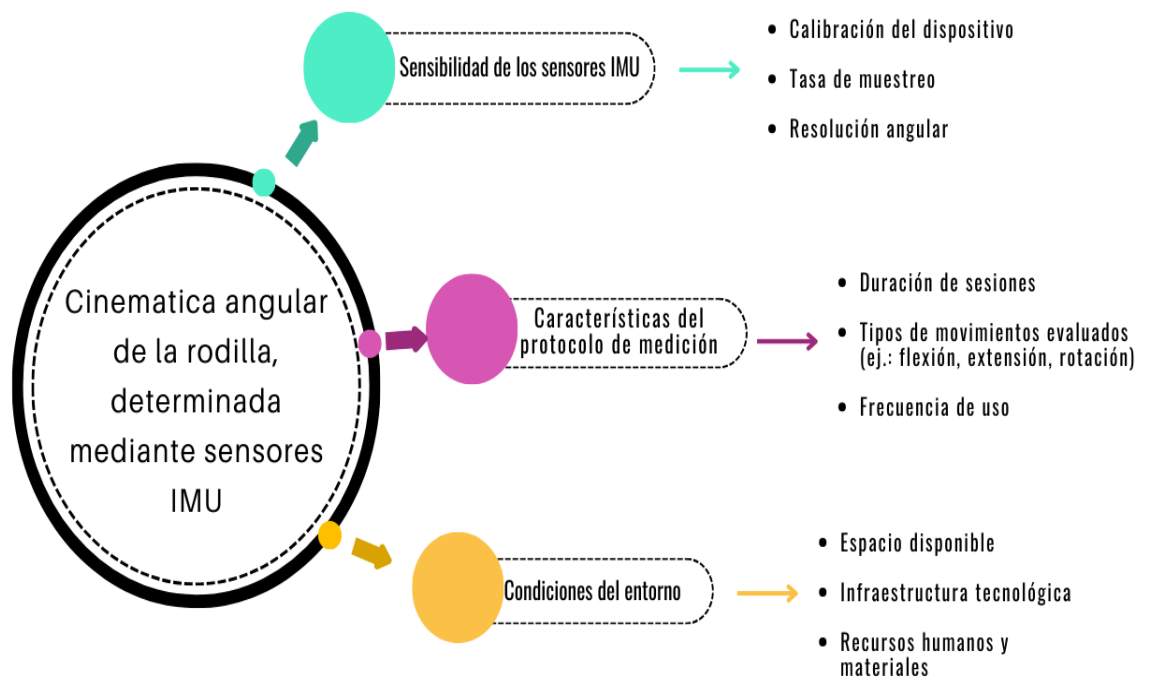 Sensibilidad de los sensores IMU
• Calibración del dispositivo
• Tasa de muestreo
• Resolución angular
Cinematica angular
de la rodilla,
determinada
mediante sensores
IMU
Características del
protocolo de medición
• Duración de sesiones
• Tipos de movimientos evaluados
(ej.: flexión, extensión, rotación)
• Frecuencia de uso
Condiciones del entorno
• Espacio disponible
• Infraestructura tecnológica
• Recursos humanos y
materiales